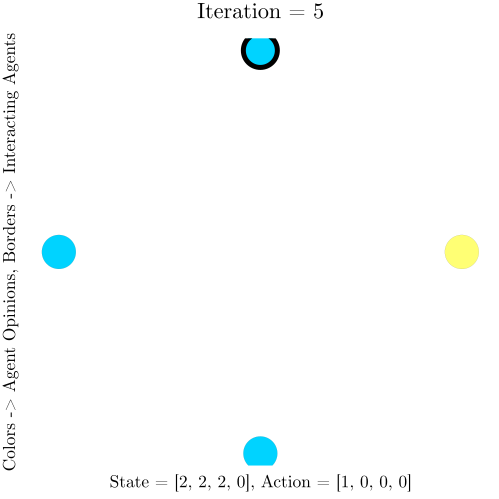 Iteration = 5
Colors -> Agent Opinions, Borders -> Interacting Agents
State = [2, 2, 2, 0], Action = [1, 0, 0, 0]